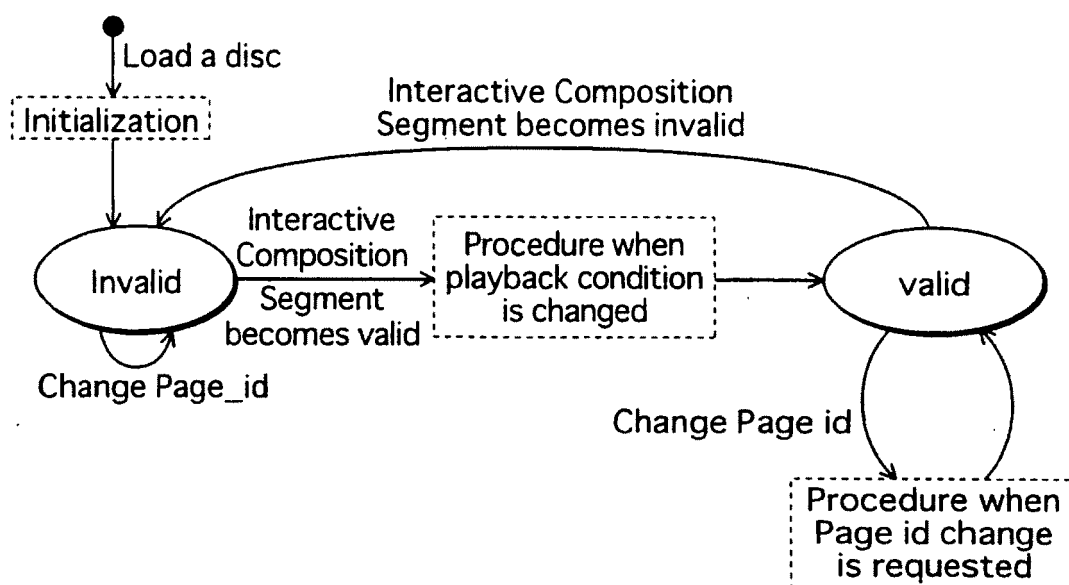 Load a disc
Initialization
Interactive Composition
Segment becomes invalid
Interactive
Composition
Segment
becomes valid
Invalid
Procedure when
playback condition
is changed
valid
Change Page_id
Change Page id
Procedure when
Page id change
is requested